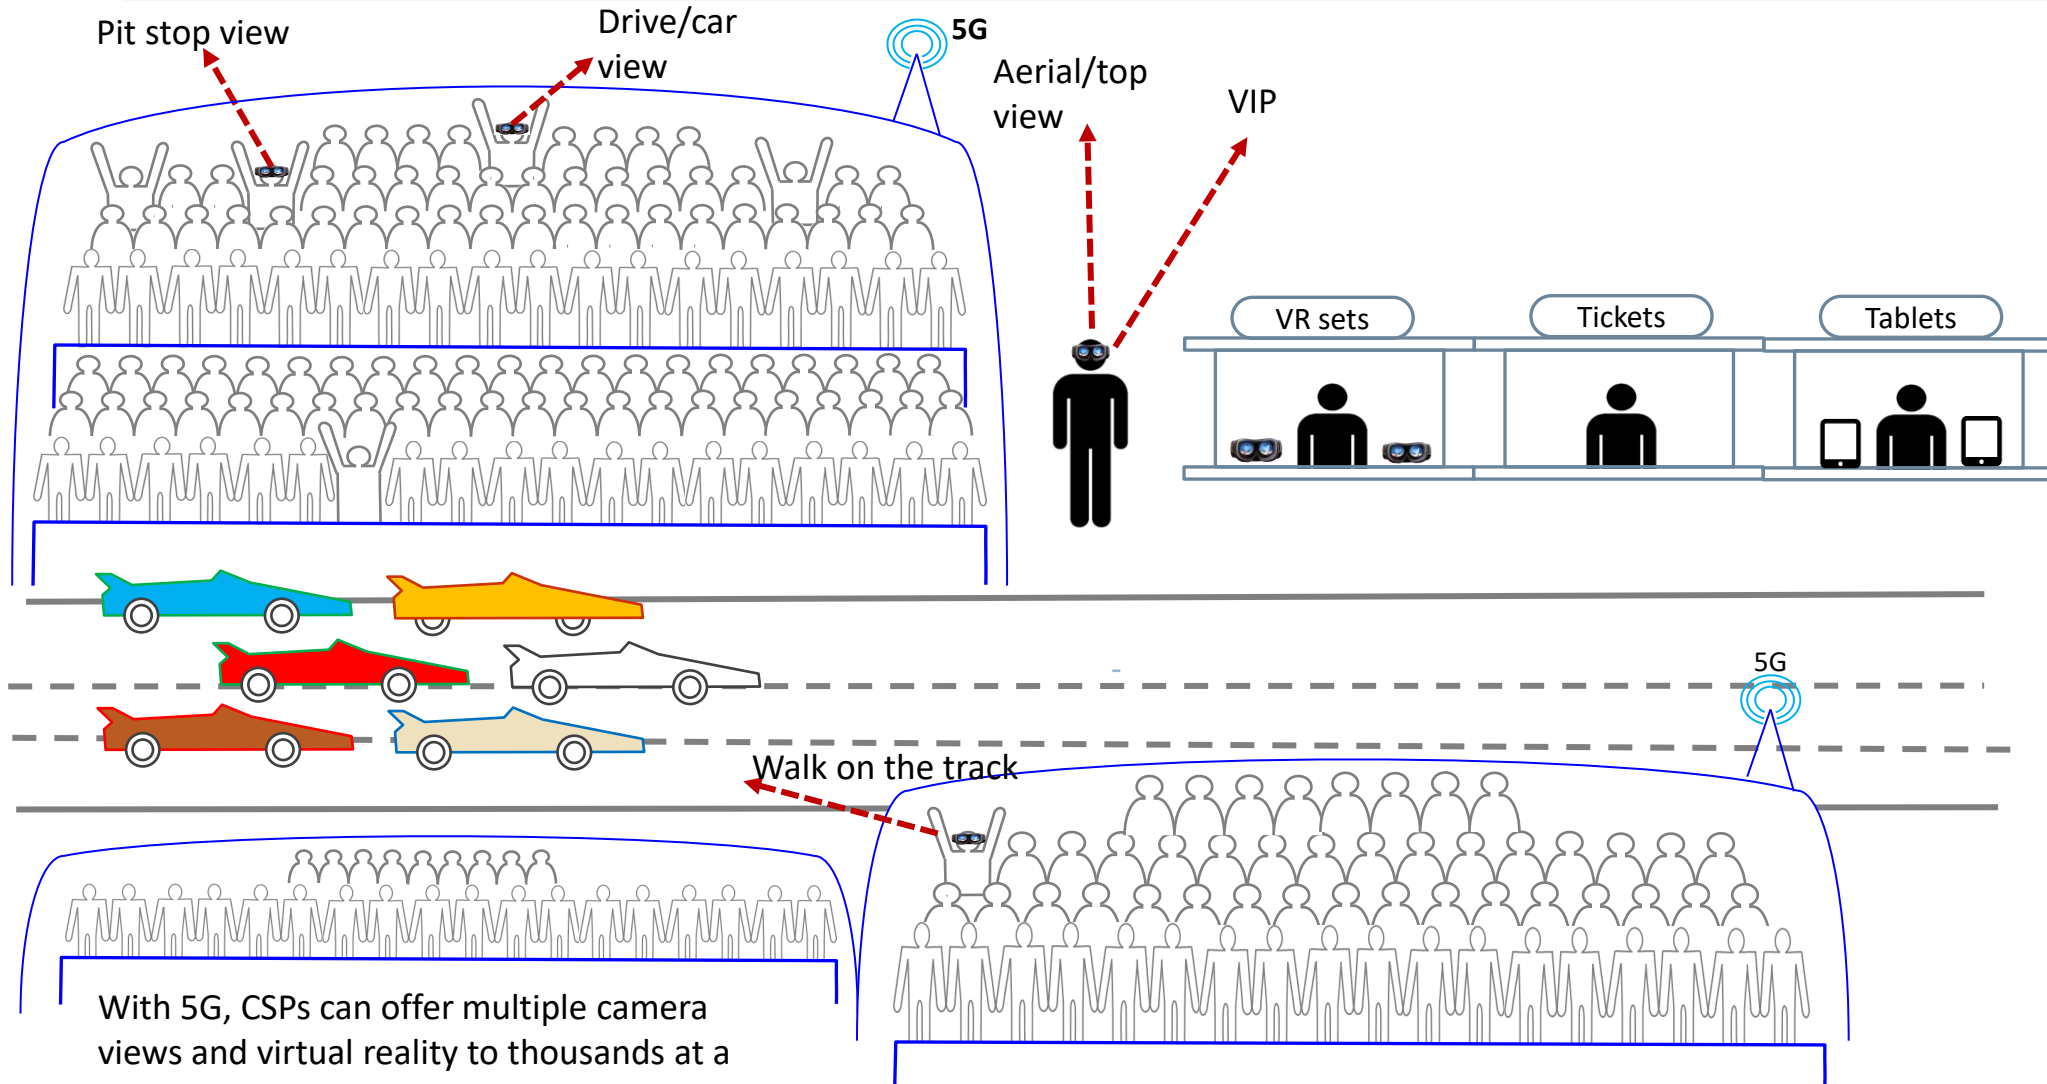 Pit stop view
Drive/car
view
5G
Aerial/top
view
VIP
VR sets
Tickets
Tablets
5G
Walk on the track
With 5G, CSPs can offer multiple camera
views and virtual reality to thousands at a